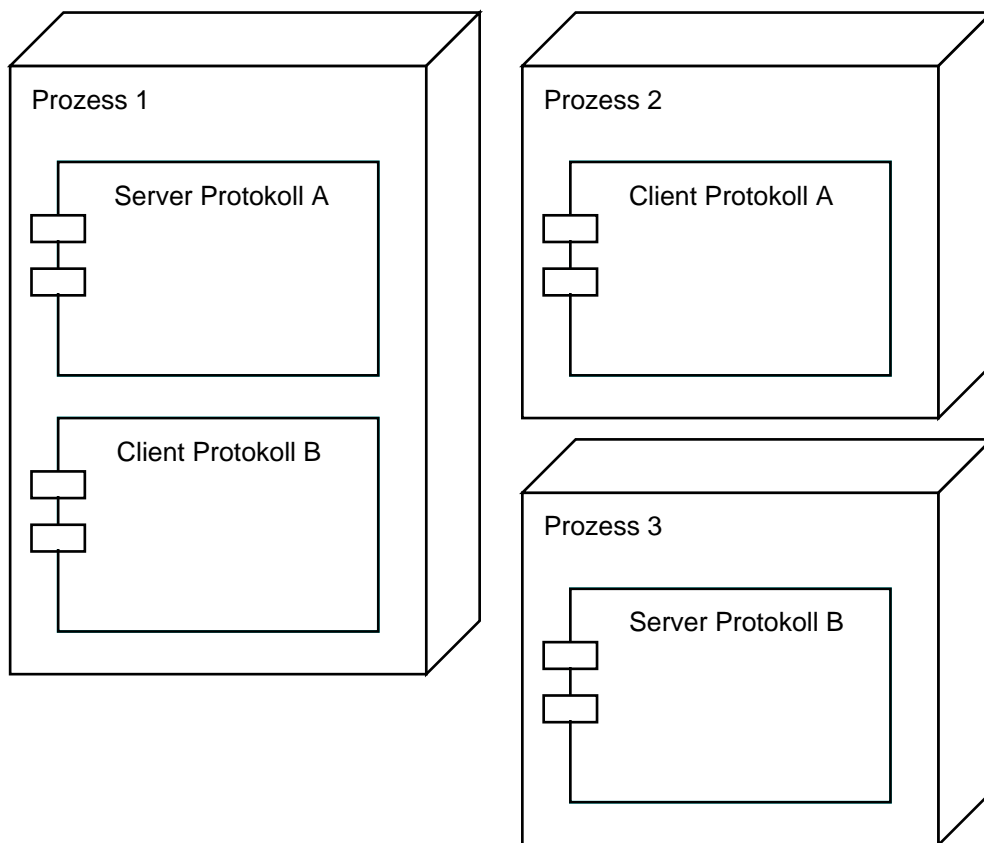 Prozess 1
Server Protokoll A
Client Protokoll B
Prozess 2
Client Protokoll A
Prozess 3
Server Protokoll B